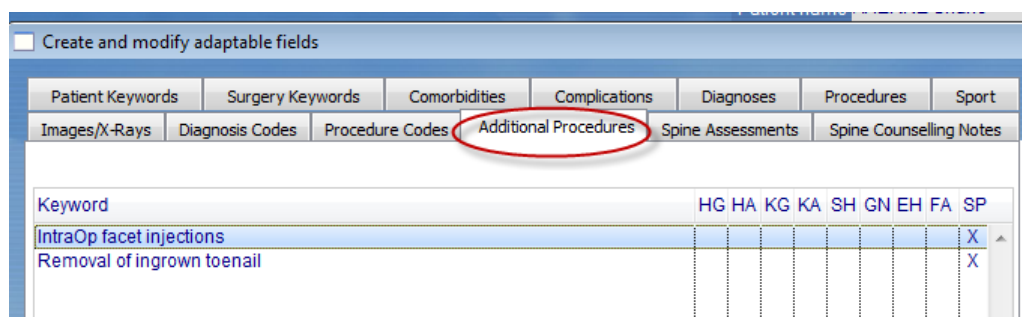 Create and modify adaptable fields
Patient Keywords Surgery Keywords Comorbidities Complications Diagnoses Procedures Sport
Images/X-Rays Diagnosis Codes Procedure Codes Additional Procedures Spine Assessments Spine Counselling Notes
Keyword HG HA KG KA SH GN EH FA SP
IntraOp facet injections X
Removal of ingrown toenail X